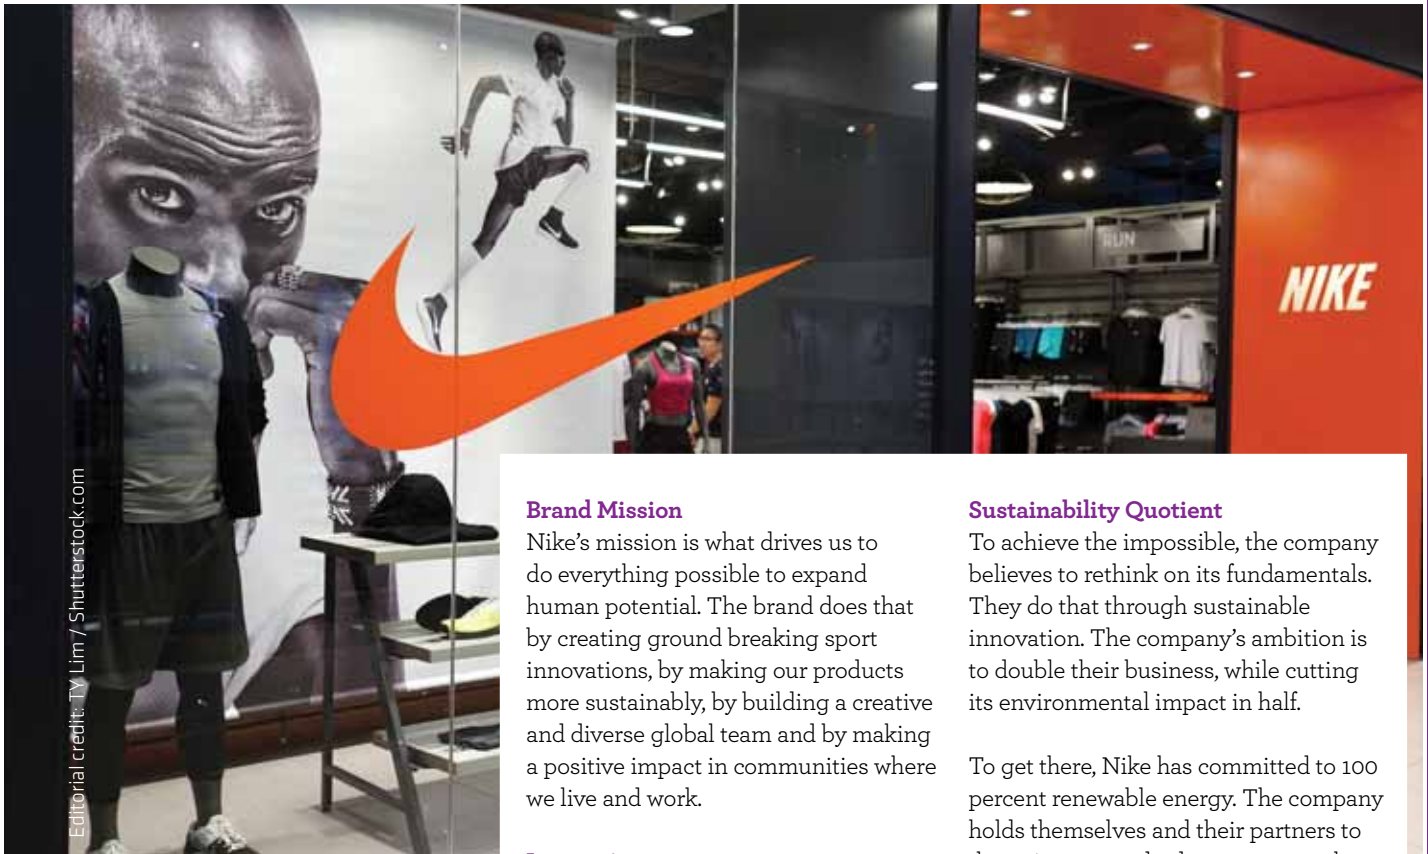 RUN
NIKE
Editorial credit: TY Lim / Shutterstock.com
Brand Mission
Nike's mission is what drives us to
do everything possible to expand
human potential. The brand does that
by creating ground breaking sport
innovations, by making our products
more sustainably, by building a creative
and diverse global team and by making
a positive impact in communities where
we live and work.
Sustainability Quotient
To achieve the impossible, the company
believes to rethink on its fundamentals.
They do that through sustainable
innovation. The company's ambition is
to double their business, while cutting
its environmental impact in half.
To get there, Nike has committed to 100
percent renewable energy. The company
holds themselves and their partners to